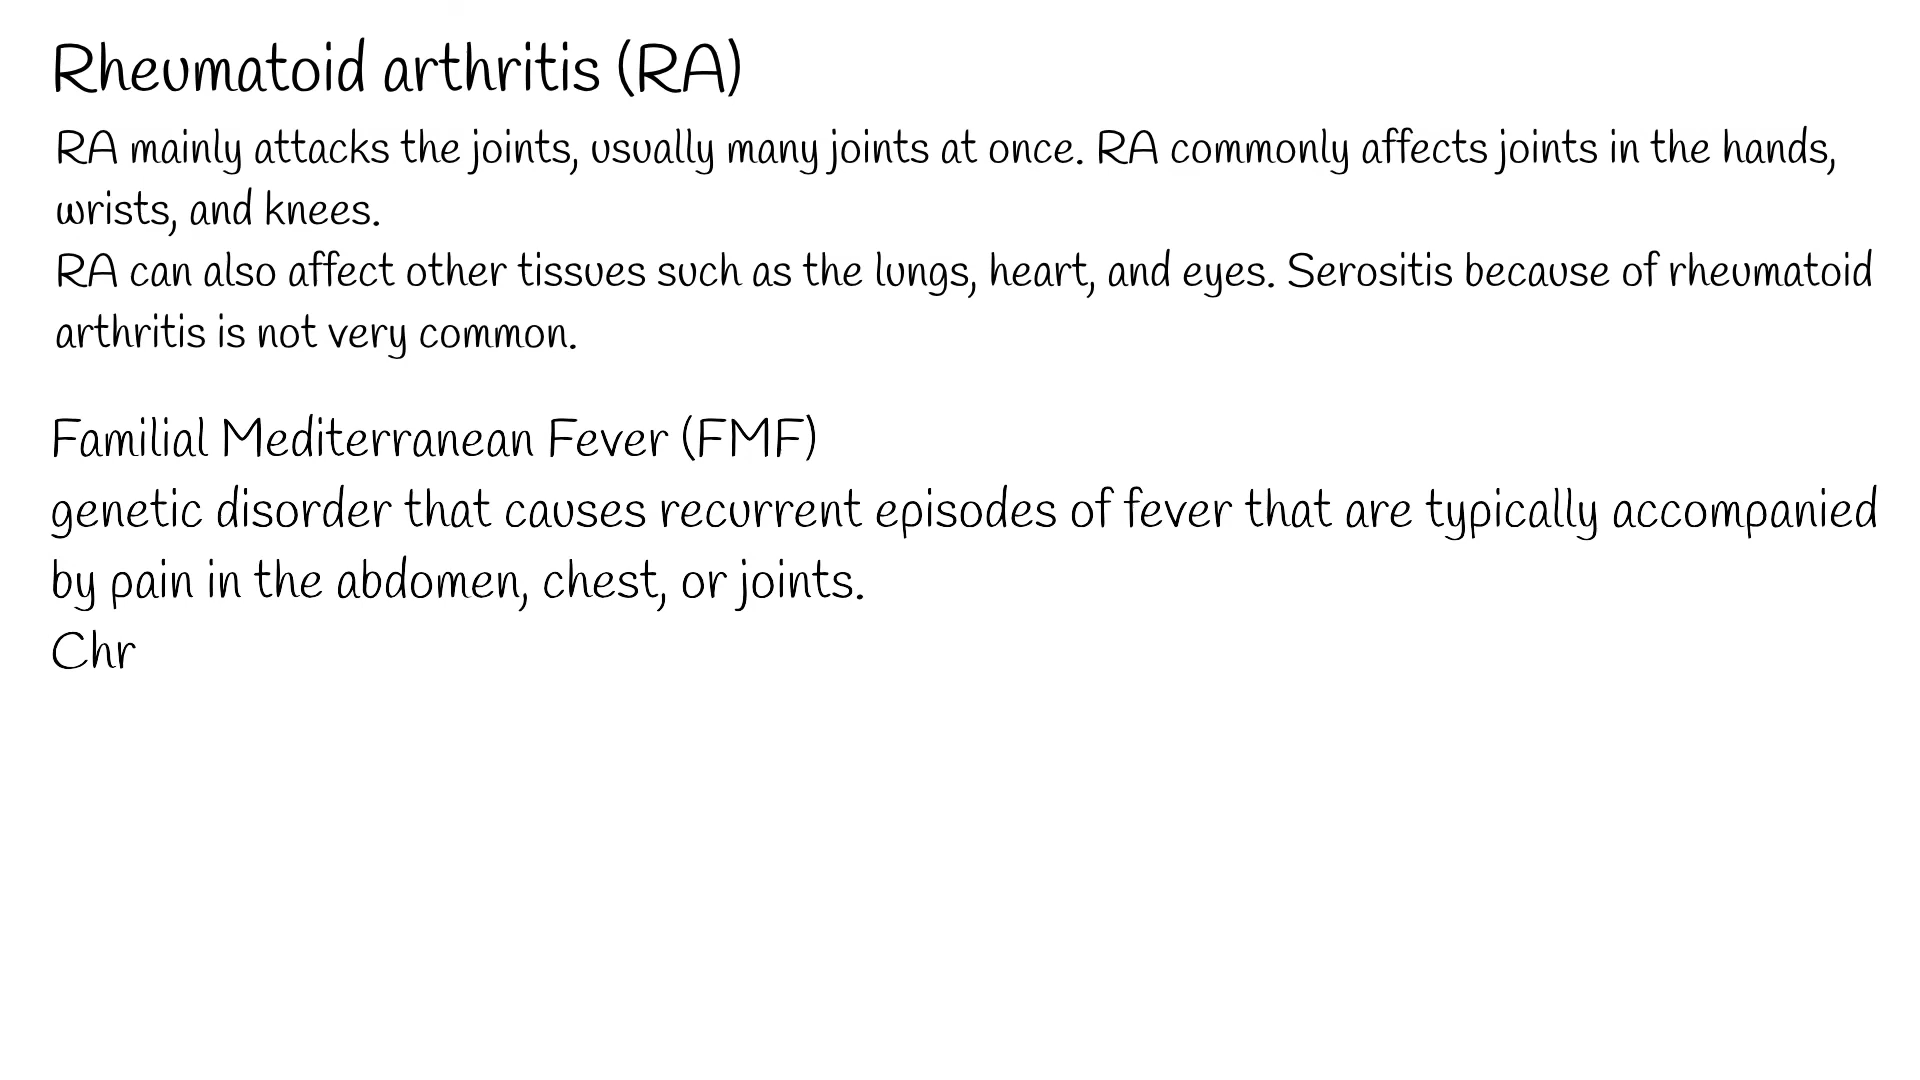 Rheumatoid arthritis (RA)
RA mainly attacks the joints, usually many joints at once. RA commonly affects joints in the hands,
wrists, and knees.
RA can also affect other tissues such as the lungs, heart, and eyes. Serositis because of rheumatoid
arthritis is not very common.
Familial Mediterranean Fever (FMF)
genetic disorder that causes recurrent episodes of fever that are typically accompanied
by pain in the abdomen, chest, or joints.
Chr